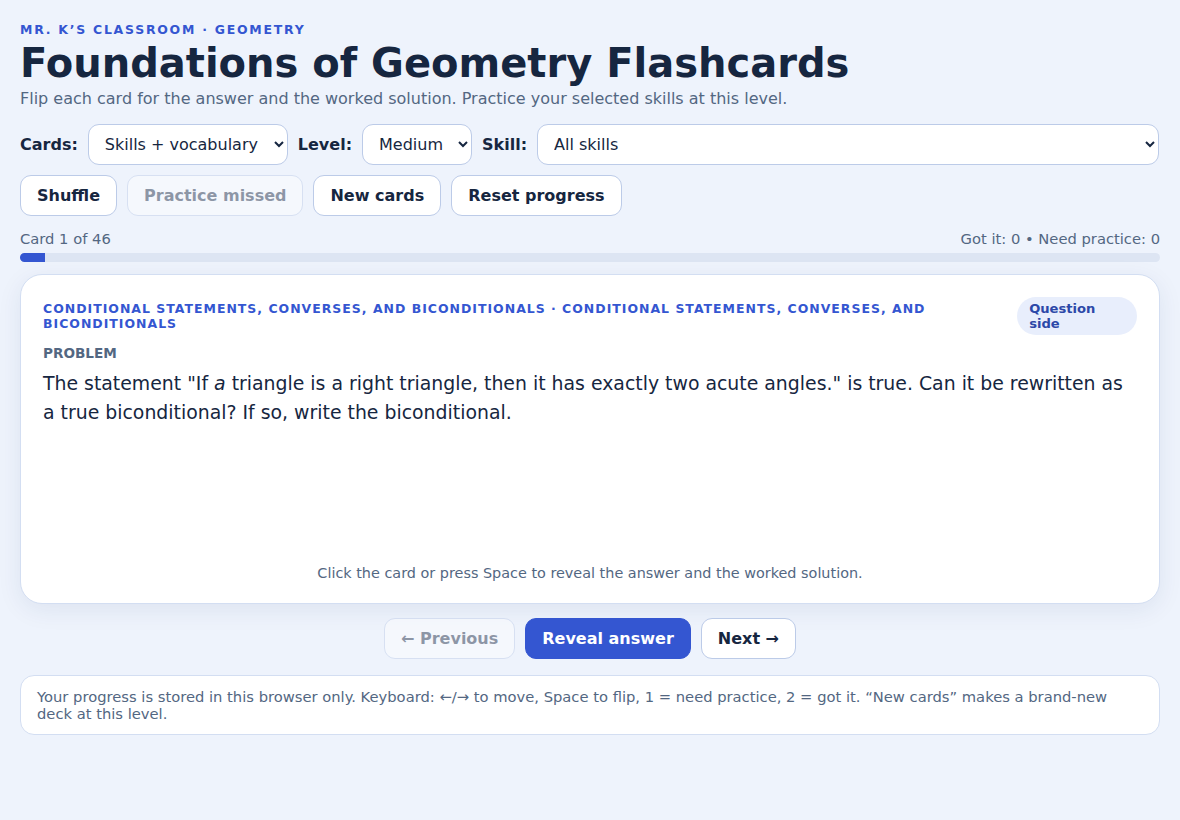 MR. K’S CLASSROOM · GEOMETRY
Foundations of Geometry Flashcards
Flip each card for the answer and the worked solution. Practice your selected skills at this level.
Cards: Skills + vocabulary Level: Medium Skill: All skills
Shuffle Practice missed New cards Reset progress
Card 1 of 46 Got it: 0 • Need practice: 0
CONDITIONAL STATEMENTS, CONVERSES, AND BICONDITIONALS · CONDITIONAL STATEMENTS, CONVERSES, AND
BICONDITIONALS
Question
side
PROBLEM
The statement "If a triangle is a right triangle, then it has exactly two acute angles." is true. Can it be rewritten as
a true biconditional? If so, write the biconditional.
Click the card or press Space to reveal the answer and the worked solution.
← Previous Reveal answer Next →
Your progress is stored in this browser only. Keyboard: ←/→ to move, Space to flip, 1 = need practice, 2 = got it. “New cards” makes a brand-new
deck at this level.